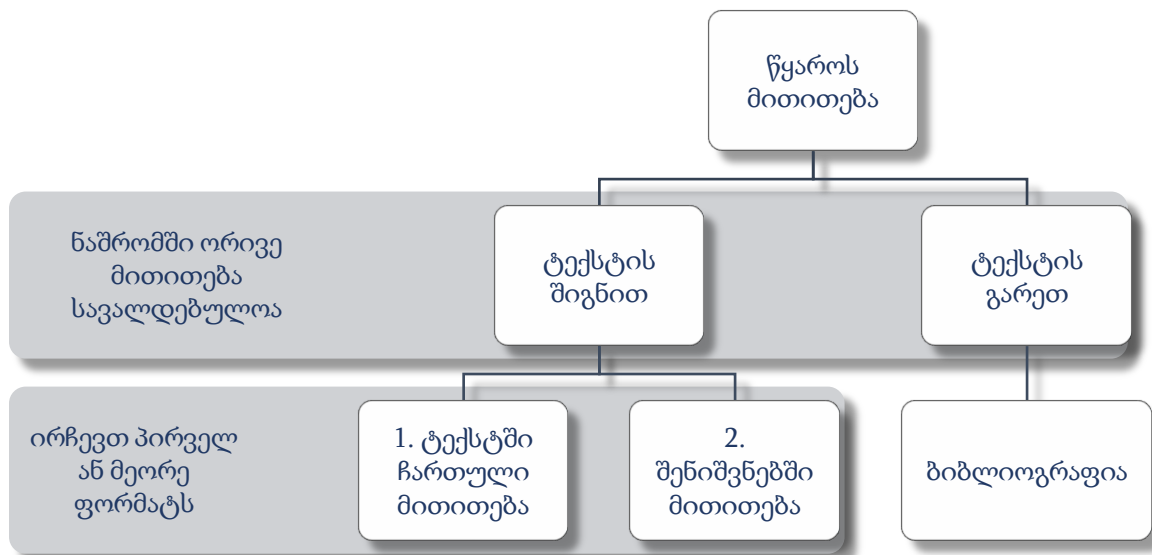 წყაროს
მითითება
ნაშრომში ორივე
მითითება
სავალდებულოა
ტექსტის
შიგნით
ტექსტის
გარეთ
ირჩევთ პირველ
ან მეორე
ფორმატს
1. ტექსტში
ჩართული
მითითება
2.
შენიშვნებში
მითითება
ბიბლიოგრაფია